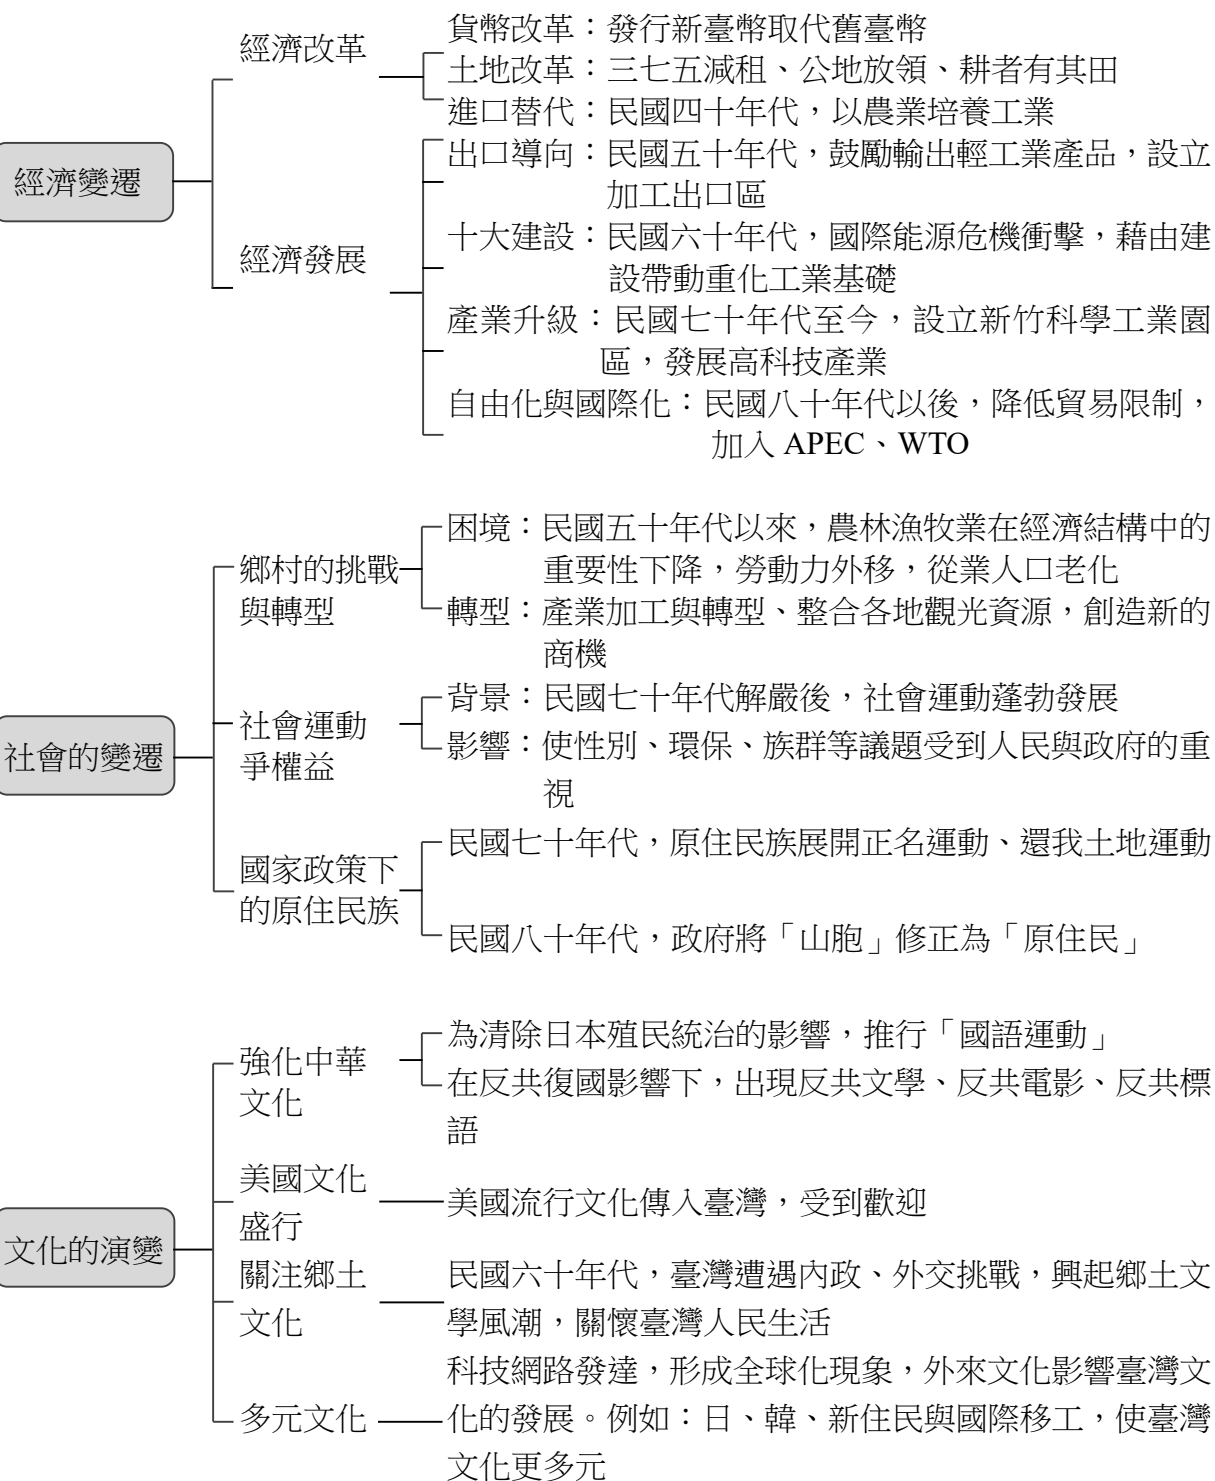 經濟變遷
經濟改革
貨幣改革：發行新臺幣取代舊臺幣
土地改革：三七五減租、公地放領、耕者有其田
進口替代：民國四十年代，以農業培養工業
經濟發展
出口導向：民國五十年代，鼓勵輸出輕工業產品，設立
加工出口區
十大建設：民國六十年代，國際能源危機衝擊，藉由建
設帶動重化工業基礎
產業升級：民國七十年代至今，設立新竹科學工業園
區，發展高科技產業
自由化與國際化：民國八十年代以後，降低貿易限制，
加入 APEC、WTO
社會的變遷
鄉村的挑戰
與轉型
困境：民國五十年代以來，農林漁牧業在經濟結構中的
重要性下降，勞動力外移，從業人口老化
轉型：產業加工與轉型、整合各地觀光資源，創造新的
商機
社會運動
爭權益
背景：民國七十年代解嚴後，社會運動蓬勃發展
影響：使性別、環保、族群等議題受到人民與政府的重
視
國家政策下
的原住民族
民國七十年代，原住民族展開正名運動、還我土地運動
民國八十年代，政府將「山胞」修正為「原住民」
文化的演變
強化中華
文化
為清除日本殖民統治的影響，推行「國語運動」
在反共復國影響下，出現反共文學、反共電影、反共標
語
美國文化
盛行
美國流行文化傳入臺灣，受到歡迎
關注鄉土
文化
民國六十年代，臺灣遭遇內政、外交挑戰，興起鄉土文
學風潮，關懷臺灣人民生活
多元文化
科技網路發達，形成全球化現象，外來文化影響臺灣文
化的發展。例如：日、韓、新住民與國際移工，使臺灣
文化更多元